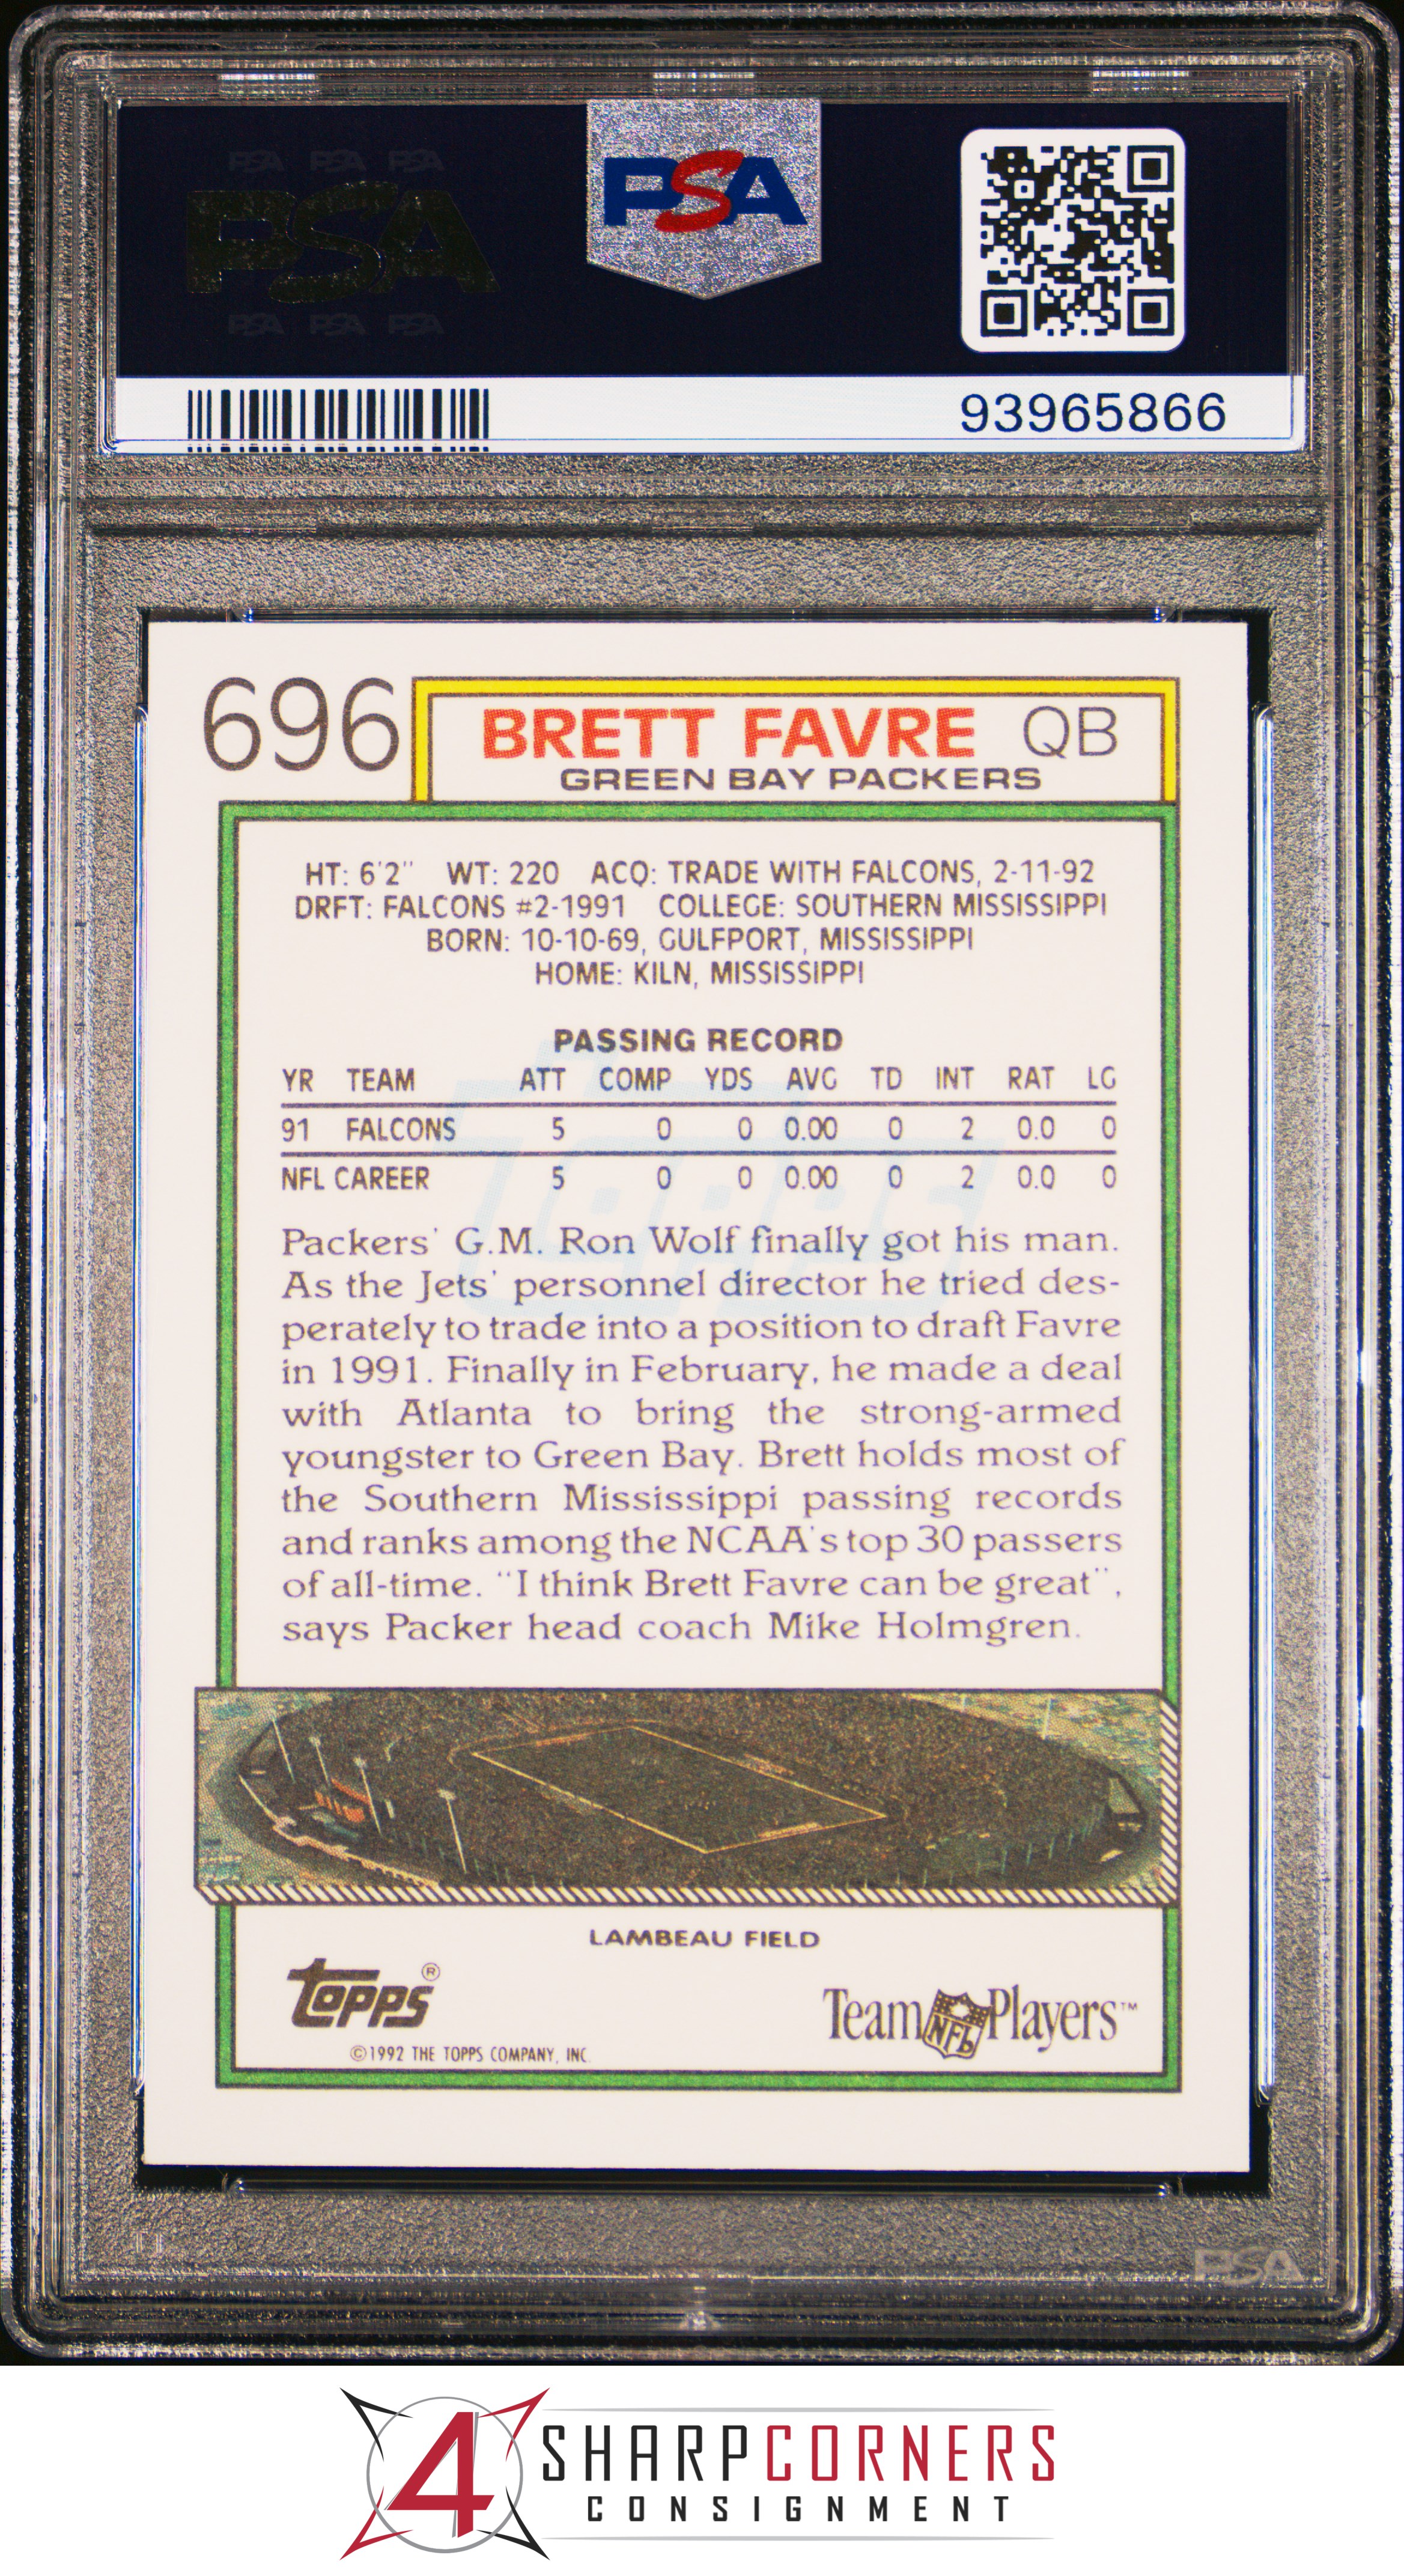 PSA PSA PSA
PSA
PSA PSA PSA
PSA
93965866
696
BRETT FAVRE QB
GREEN BAY PACKERS
HT: 6'2" WT: 220 ACQ: TRADE WITH FALCONS, 2-11-92
DRFT: FALCONS #2-1991 COLLEGE: SOUTHERN MISSISSIPPI
BORN: 10-10-69, GULFPORT, MISSISSIPPI
HOME: KILN, MISSISSIPPI
PASSING RECORD
YR TEAM ATT COMP YDS AVG TD INT RAT LG
91 FALCONS 5 0 0 0.00 0 2 0.0 0
NFL CAREER 5 0 0 0.00 0 2 0.0 0
Packers' G.M. Ron Wolf finally got his man.
As the Jets' personnel director he tried des-
perately to trade into a position to draft Favre
in 1991. Finally in February, he made a deal
with Atlanta to bring the strong-armed
youngster to Green Bay. Brett holds most of
the Southern Mississippi passing records
and ranks among the NCAA's top 30 passers
of all-time. "I think Brett Favre can be great",
says Packer head coach Mike Holmgren.
LAMBEAU FIELD
Topps®
©1992 THE TOPPS COMPANY, INC.
Team NFL Players™
PSA
4 SHARPCORNERS
CONSIGNMENT